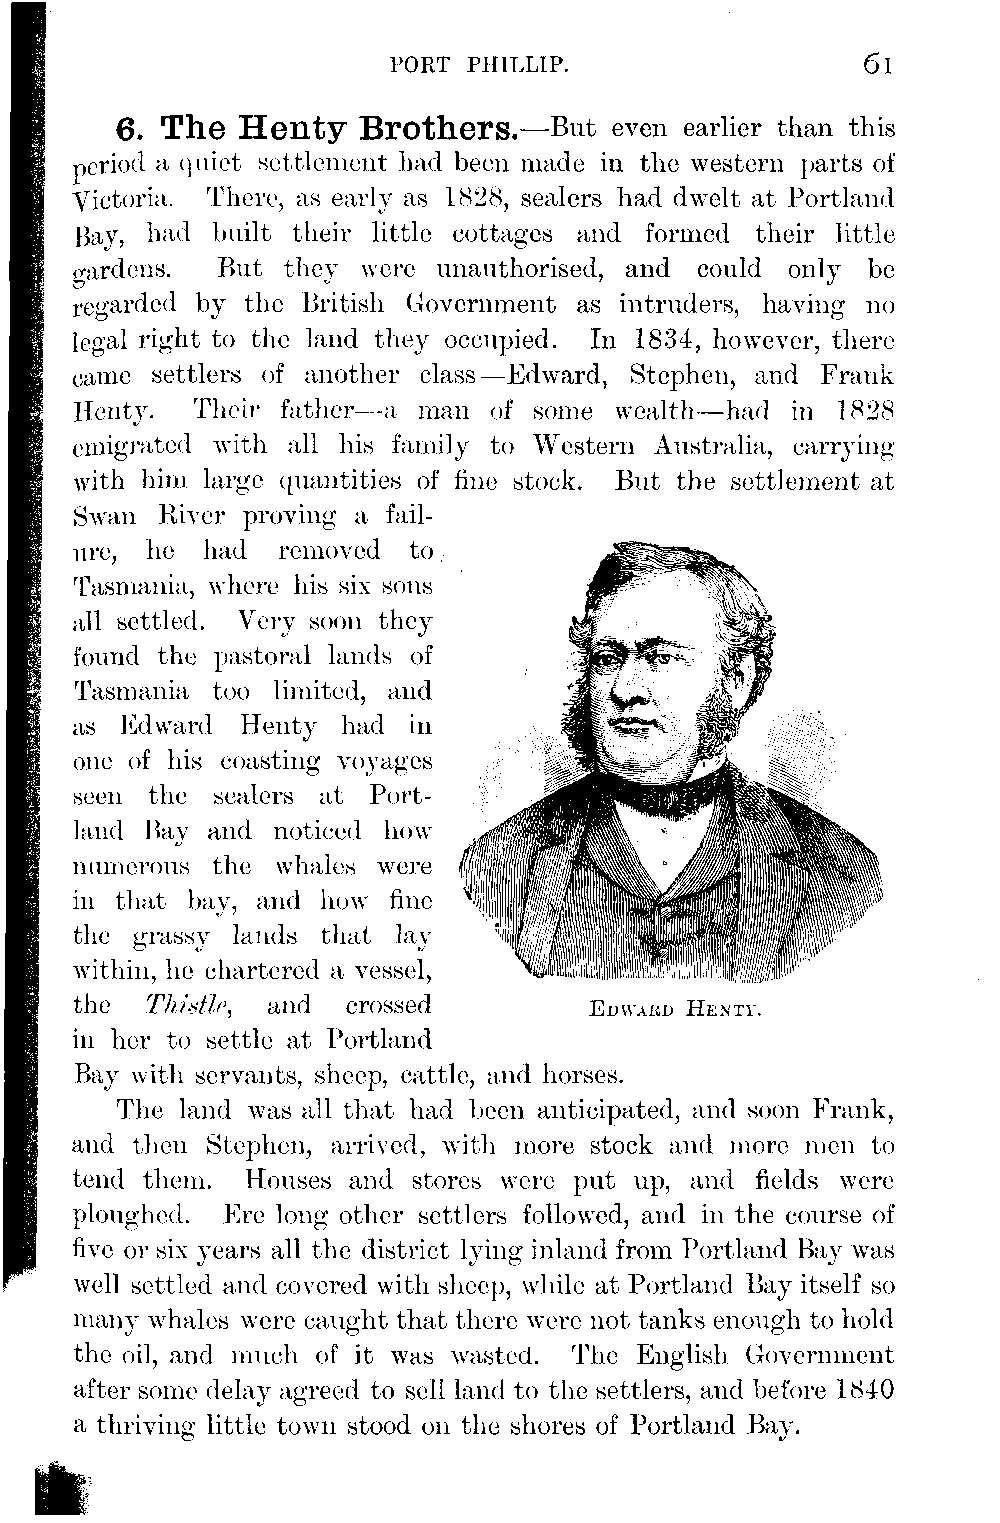 PORT PHILLIP. 61
6. The Henty Brothers.—But even earlier than this
period a quiet settlement had been made in the western parts of
Victoria. There, as early as 1828, sealers had dwelt at Portland
Bay, had built their little cottages and formed their little
gardens. But they were unauthorised, and could only be
regarded by the British Government as intruders, having no
legal right to the land they occupied. In 1834, however, there
came settlers of another class—Edward, Stephen, and Frank
Henty. Their father—a man of some wealth—had in 1828
emigrated with all his family to Western Australia, carrying
with him large quantities of fine stock. But the settlement at
Swan River proving a fail-
ure, he had removed to
Tasmania, where his six sons
all settled. Very soon they
found the pastoral lands of
Tasmania too limited, and
as Edward Henty had in
one of his coasting voyages
seen the sealers at Port-
land Bay and noticed how
numerous the whales were
in that bay, and how fine
the grassy lands that lay
within, he chartered a vessel,
the Thistle, and crossed
in her to settle at Portland
Bay with servants, sheep, cattle, and horses.
EDWARD HENTY.
The land was all that had been anticipated, and soon Frank,
and then Stephen, arrived, with more stock and more men to
tend them. Houses and stores were put up, and fields were
ploughed. Ere long other settlers followed, and in the course of
five or six years all the district lying inland from Portland Bay was
well settled and covered with sheep, while at Portland Bay itself so
many whales were caught that there were not tanks enough to hold
the oil, and much of it was wasted. The English Government
after some delay agreed to sell land to the settlers, and before 1840
a thriving little town stood on the shores of Portland Bay.